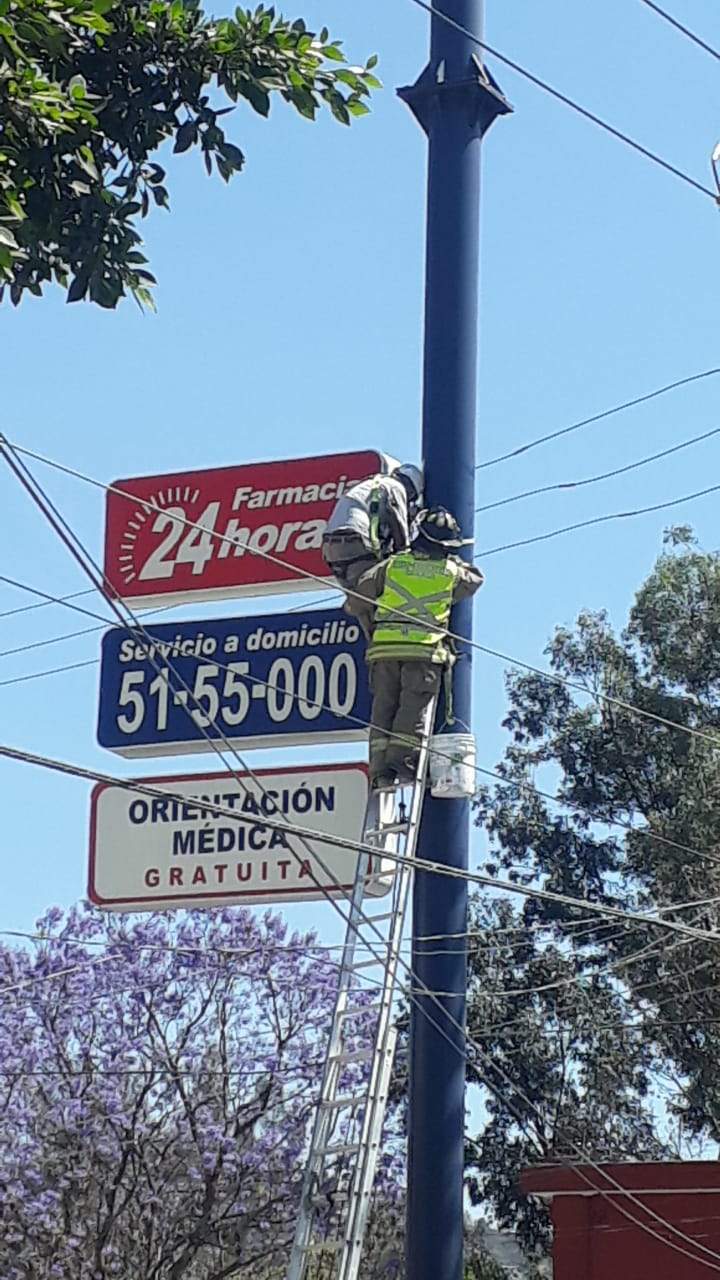 Farmacia
24 horas
Servicio a domicilio
51-55-000
ORIENTACIÓN
MÉDICA
GRATUITA